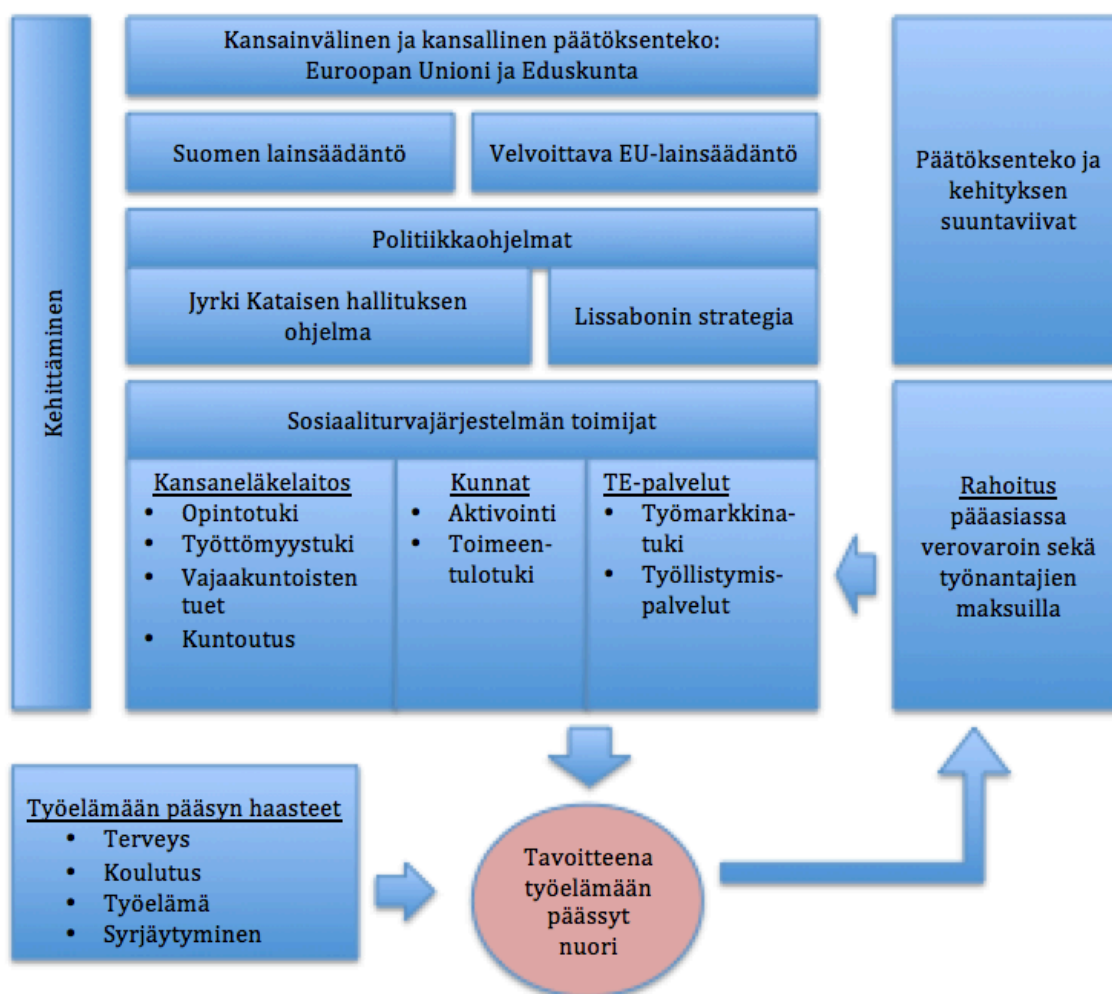 Kehittäminen
Kansainvälinen ja kansallinen päätöksenteko:
Euroopan Unioni ja Eduskunta
Suomen lainsäädäntö
Velvoittava EU-lainsäädäntö
Päätöksenteko ja
kehityksen
suuntaviivat
Politiikkaohjelmat
Jyrki Kataisen hallituksen
ohjelma
Lissabonin strategia
Sosiaaliturvajärjestelmän toimijat
Kansaneläkelaitos
• Opintotuki
• Työttömyystuki
• Vajaakuntoisten
tuet
• Kuntoutus
Kunnat
• Aktivointi
• Toimeen-
tulotuki
TE-palvelut
• Työmarkkina-
tuki
• Työllistymis-
palvelut
Rahoitus
pääasiassa
verovaroin sekä
työnantajien
maksuilla
Työelämään pääsyn haasteet
• Terveys
• Koulutus
• Työelämä
• Syrjäytyminen
Tavoitteena
työelämään
päässyt
nuori